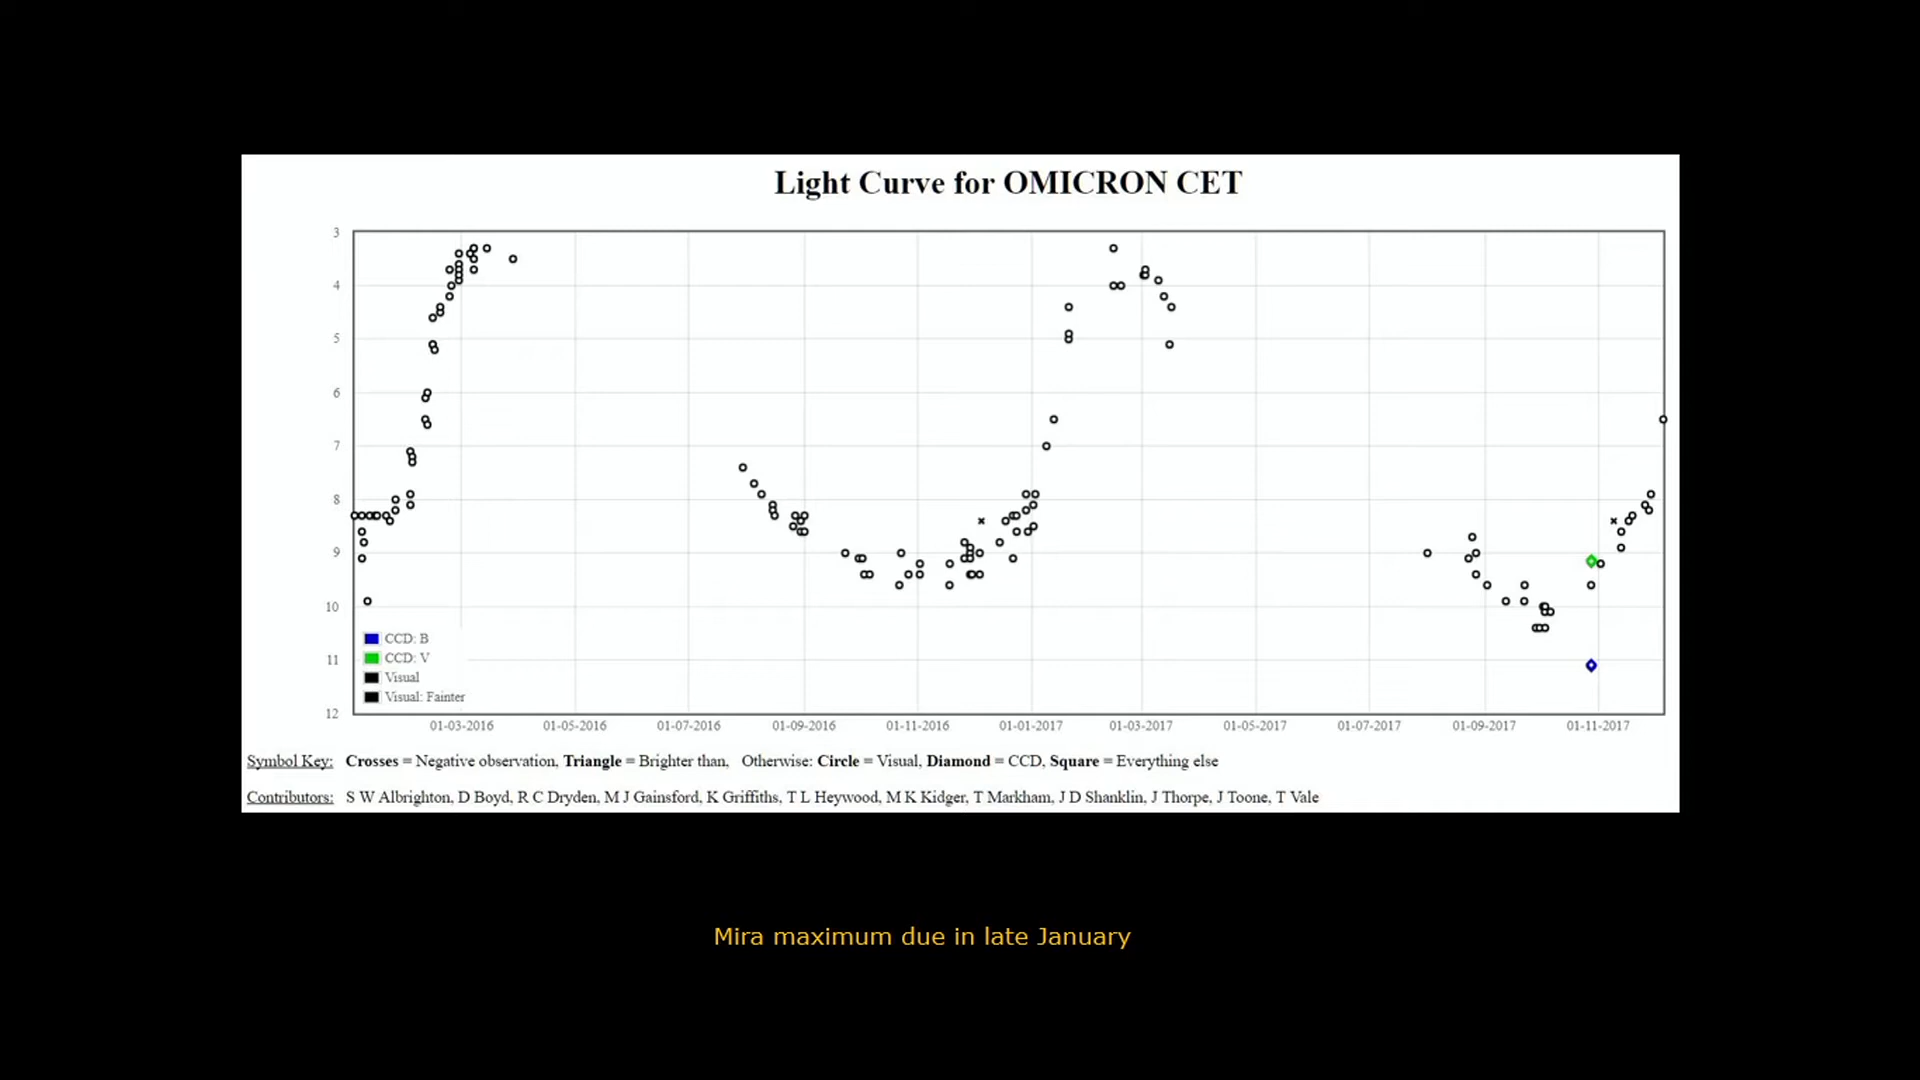 Light Curve for OMICRON CET
3
4
5
6
7
8
9
10
11
12
CCD: B
CCD: V
Visual
Visual: Fainter
01-03-2016 01-05-2016 01-07-2016 01-09-2016 01-11-2016 01-01-2017 01-03-2017 01-05-2017 01-07-2017 01-09-2017 01-11-2017
Symbol Key: Crosses = Negative observation, Triangle = Brighter than, Otherwise: Circle = Visual, Diamond = CCD, Square = Everything else
Contributors: S W Albrighton, D Boyd, R C Dryden, M J Gainsford, K Griffiths, T L Heywood, M K Kidger, T Markham, J D Shanklin, J Thorpe, J Toone, T Vale
Mira maximum due in late January